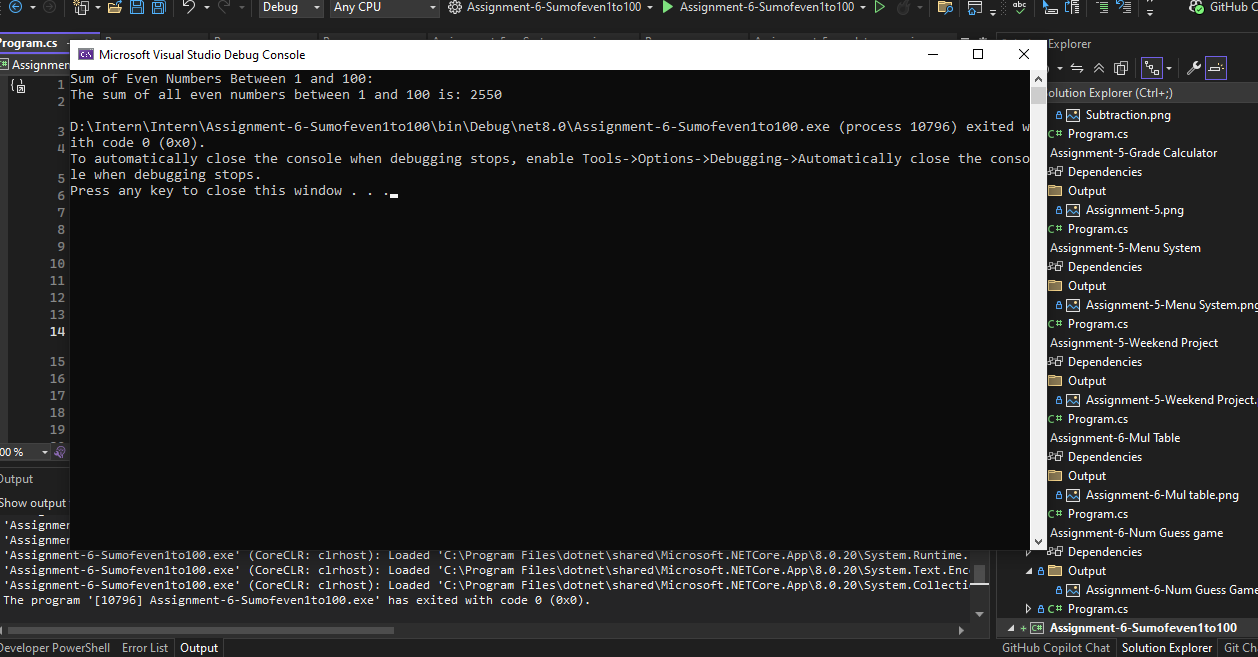 Debug
Any CPU
Assignment-6-Sumofeven1to100
Assignment-6-Sumofeven1to100
GitHub
Program.cs
Microsoft Visual Studio Debug Console
Explorer
Sum of Even Numbers Between 1 and 100:
The sum of all even numbers between 1 and 100 is: 2550
D:\Intern\Intern\Assignment-6-Sumofeven1to100\bin\Debug\net8.0\Assignment-6-Sumofeven1to100.exe (process 10796) exited w
ith code 0 (0x0).
To automatically close the console when debugging stops, enable Tools->Options->Debugging->Automatically close the conso
le when debugging stops.
Press any key to close this window . . .
1
2
3
4
5
6
7
8
9
10
11
12
13
14
15
16
17
18
19
00 %
Output
Show output
'Assignmen
'Assignmen
'Assignment-6-Sumofeven1to100.exe' (CoreCLR: clrhost): Loaded 'C:\Program Files\dotnet\shared\Microsoft.NETCore.App\8.0.20\System.Runtime.
'Assignment-6-Sumofeven1to100.exe' (CoreCLR: clrhost): Loaded 'C:\Program Files\dotnet\shared\Microsoft.NETCore.App\8.0.20\System.Text.Enc
'Assignment-6-Sumofeven1to100.exe' (CoreCLR: clrhost): Loaded 'C:\Program Files\dotnet\shared\Microsoft.NETCore.App\8.0.20\System.Collecti
The program '[10796] Assignment-6-Sumofeven1to100.exe' has exited with code 0 (0x0).
Developer PowerShell
Error List
Output
Solution Explorer (Ctrl+;)
Subtraction.png
C# Program.cs
Assignment-5-Grade Calculator
Dependencies
Output
Assignment-5.png
C# Program.cs
Assignment-5-Menu System
Dependencies
Output
Assignment-5-Menu System.png
C# Program.cs
Assignment-5-Weekend Project
Dependencies
Output
Assignment-5-Weekend Project.
C# Program.cs
Assignment-6-Mul Table
Dependencies
Output
Assignment-6-Mul table.png
C# Program.cs
Assignment-6-Num Guess game
Dependencies
Output
Assignment-6-Num Guess Game
C# Program.cs
C# Assignment-6-Sumofeven1to100
GitHub Copilot Chat
Solution Explorer
Git Ch